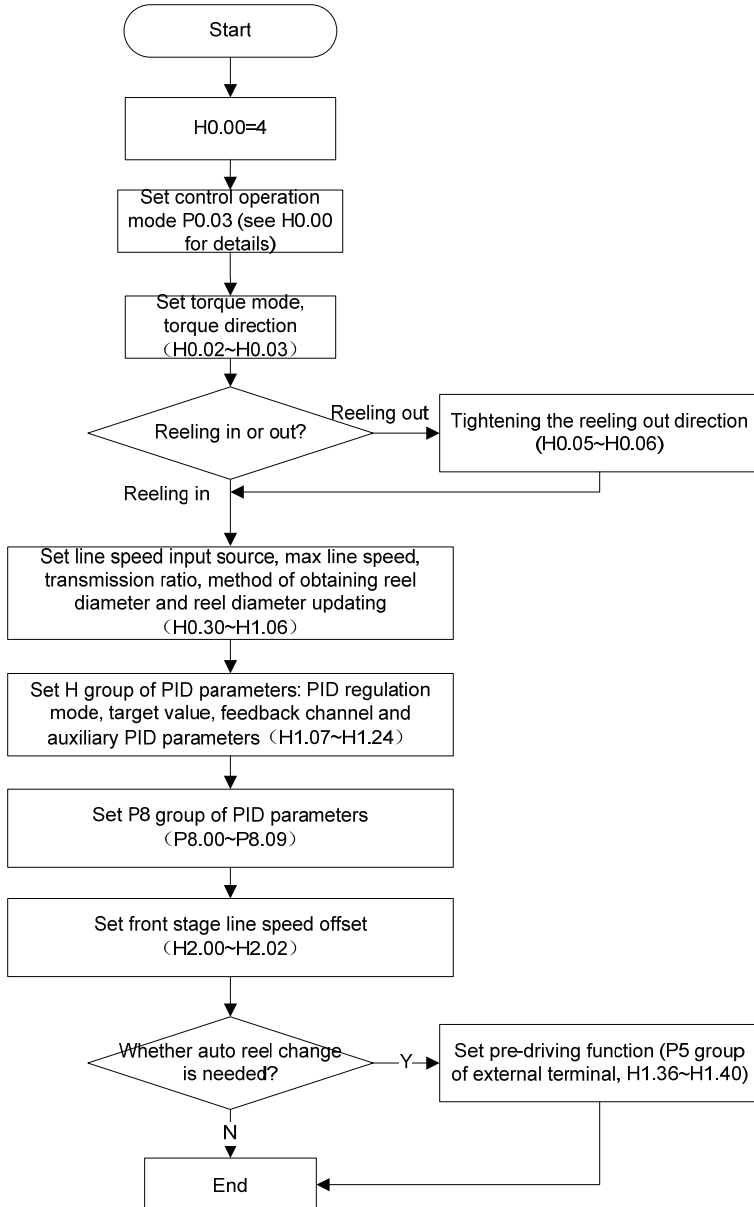 Start
H0.00=4
Set control operation
mode P0.03 (see H0.00
for details)
Set torque mode,
torque direction
（H0.02~H0.03）
Reeling in or out?
Reeling out
Tightening the reeling out direction
(H0.05~H0.06)
Reeling in
Set line speed input source, max line speed,
transmission ratio, method of obtaining reel
diameter and reel diameter updating
（H0.30~H1.06）
Set H group of PID parameters: PID regulation
mode, target value, feedback channel and
auxiliary PID parameters（H1.07~H1.24）
Set P8 group of PID parameters
（P8.00~P8.09）
Set front stage line speed offset
（H2.00~H2.02）
Whether auto reel change
is needed?
Y
Set pre-driving function (P5 group
of external terminal, H1.36~H1.40)
N
End